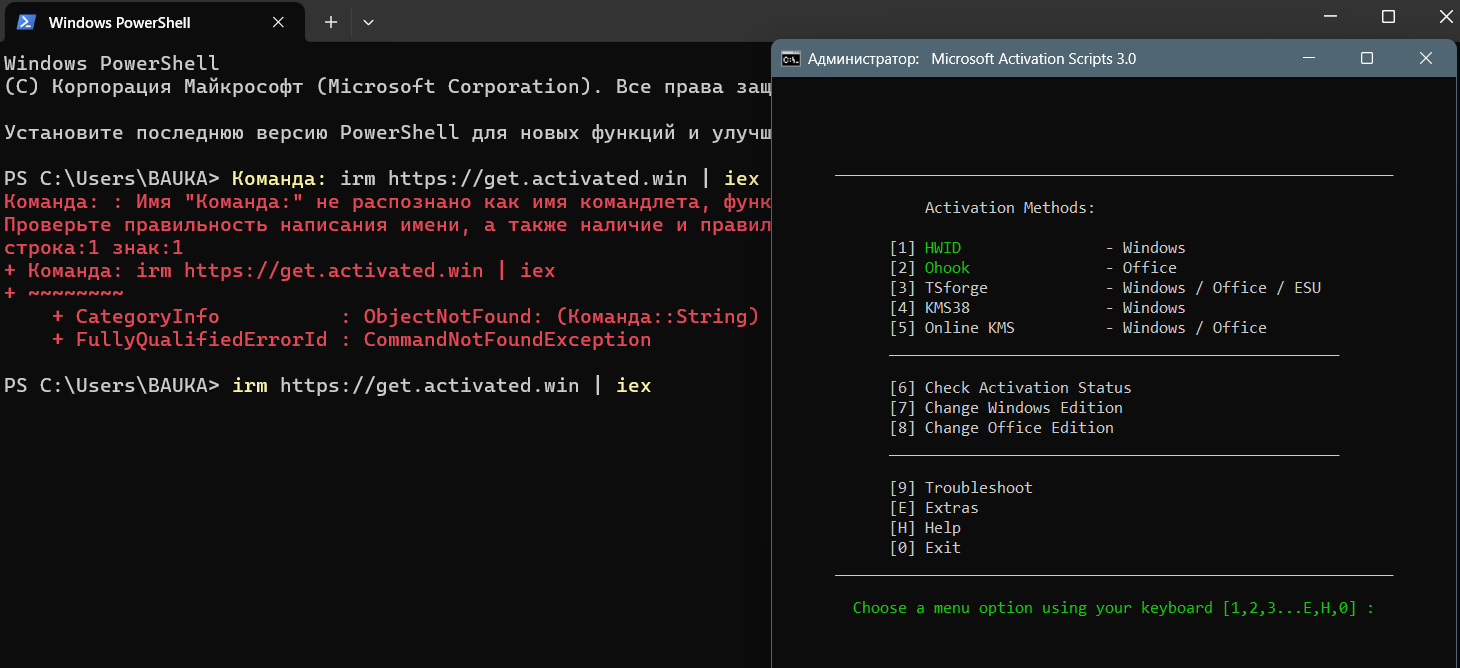 Windows PowerShell
Windows PowerShell
(C) Корпорация Майкрософт (Microsoft Corporation). Все права
Установите последнюю версию PowerShell для новых функций и
PS C:\Users\BAUKA> Команда: irm https://get.activated.win | iex
Команда: : Имя "Команда:" не распознано как имя командлета,
Проверьте правильность написания имени, а также наличие и
строка:1 знак:1
+ Команда: irm https://get.activated.win | iex
+ ~~~~~~~~
+ CategoryInfo : ObjectNotFound: (Команда::String)
+ FullyQualifiedErrorId : CommandNotFoundException
PS C:\Users\BAUKA> irm https://get.activated.win | iex
Администратор: Microsoft Activation Scripts 3.0
Activation Methods:
[1] HWID - Windows
[2] Ohook - Office
[3] TSforge - Windows / Office / ESU
[4] KMS38 - Windows
[5] Online KMS - Windows / Office
[6] Check Activation Status
[7] Change Windows Edition
[8] Change Office Edition
[9] Troubleshoot
[E] Extras
[H] Help
[0] Exit
Choose a menu option using your keyboard [1,2,3...E,H,0] :